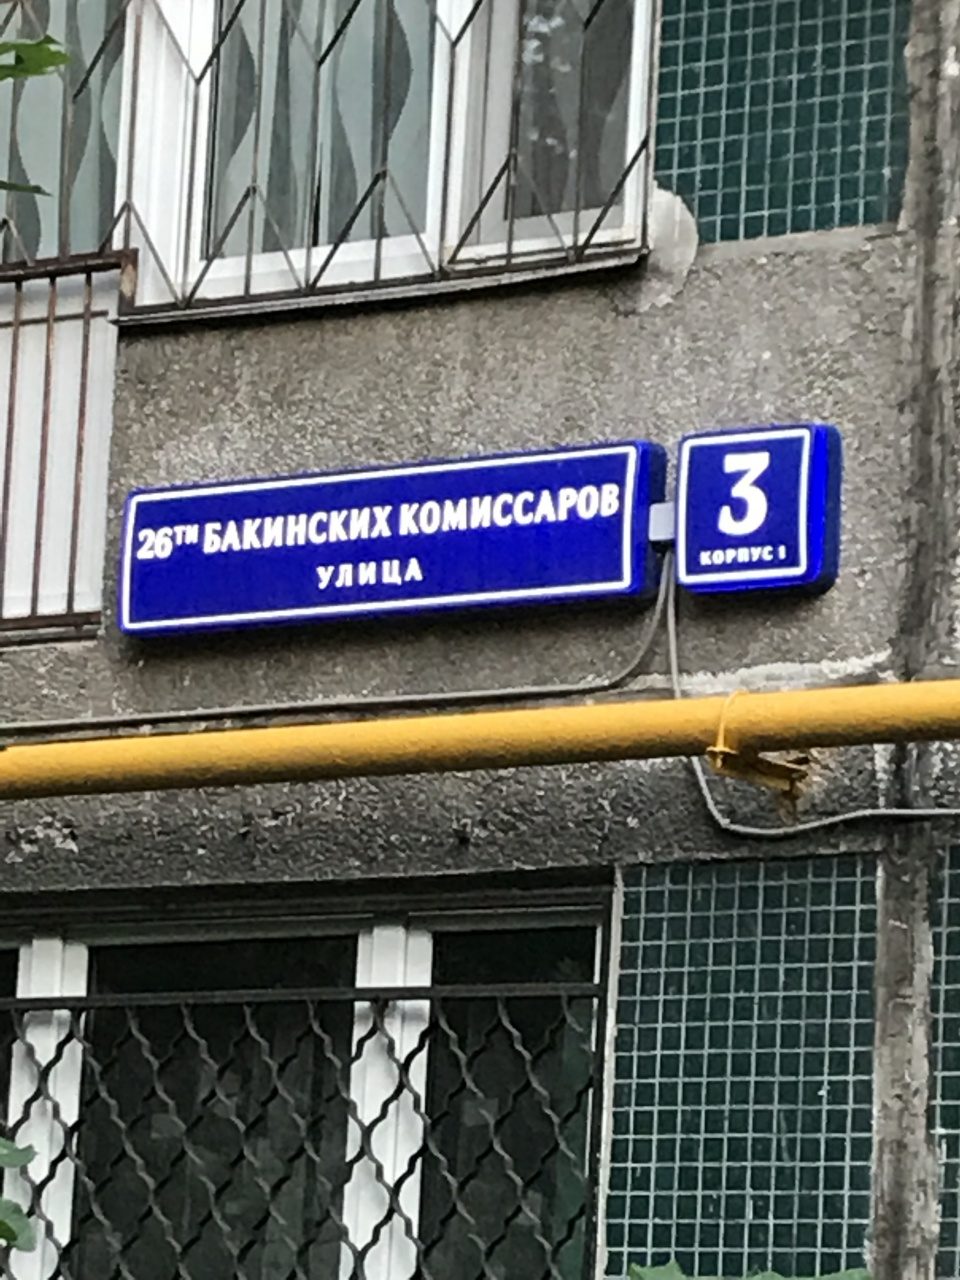 26ТИ БАКИНСКИХ КОМИССАРОВ
УЛИЦА
3
КОРПУС 1